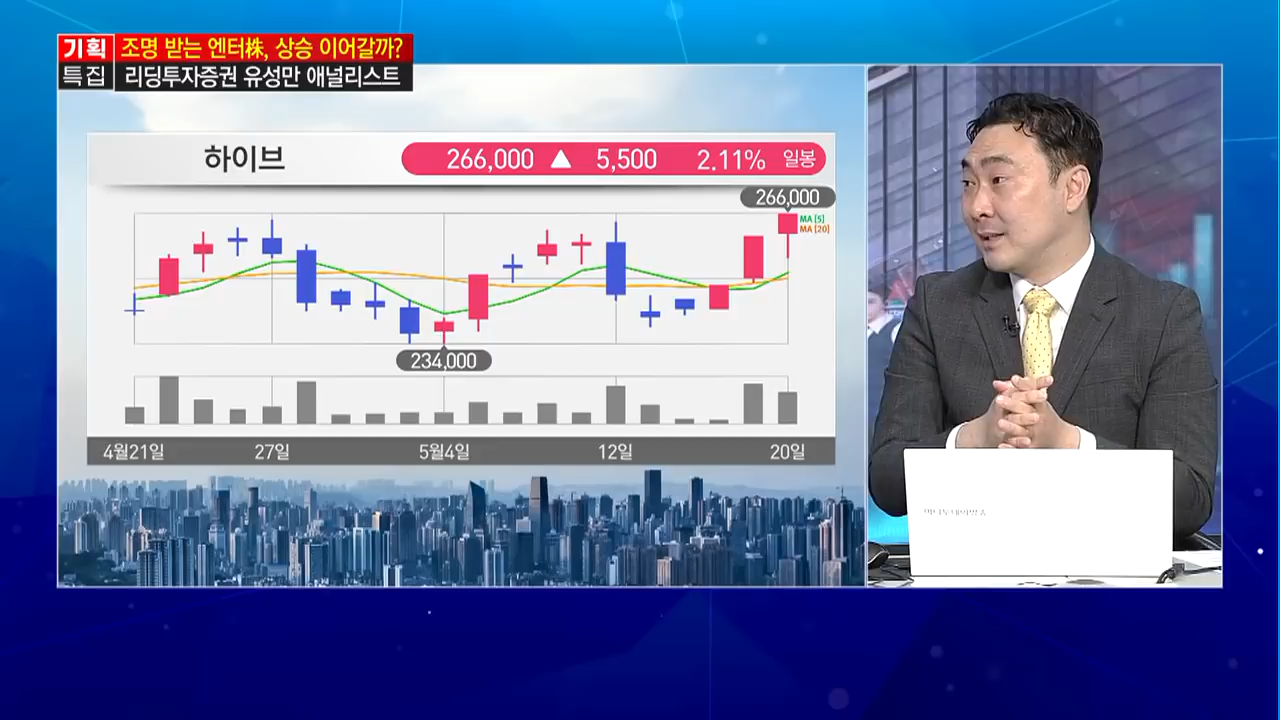 기획 조명 받는 엔터株, 상승 이어갈까?
특집 리딩투자증권 유성만 애널리스트
하이브 266,000 ▲ 5,500 2.11% 일봉
266,000
MA [5]
MA [20]
234,000
4월21일 27일 5월4일 12일 20일